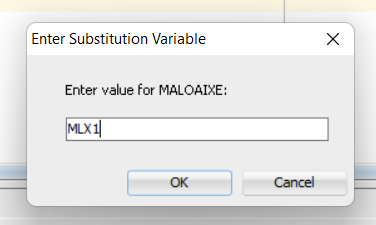 Enter Substitution Variable
Enter value for MALOAIXE:
MLX1
OK
Cancel